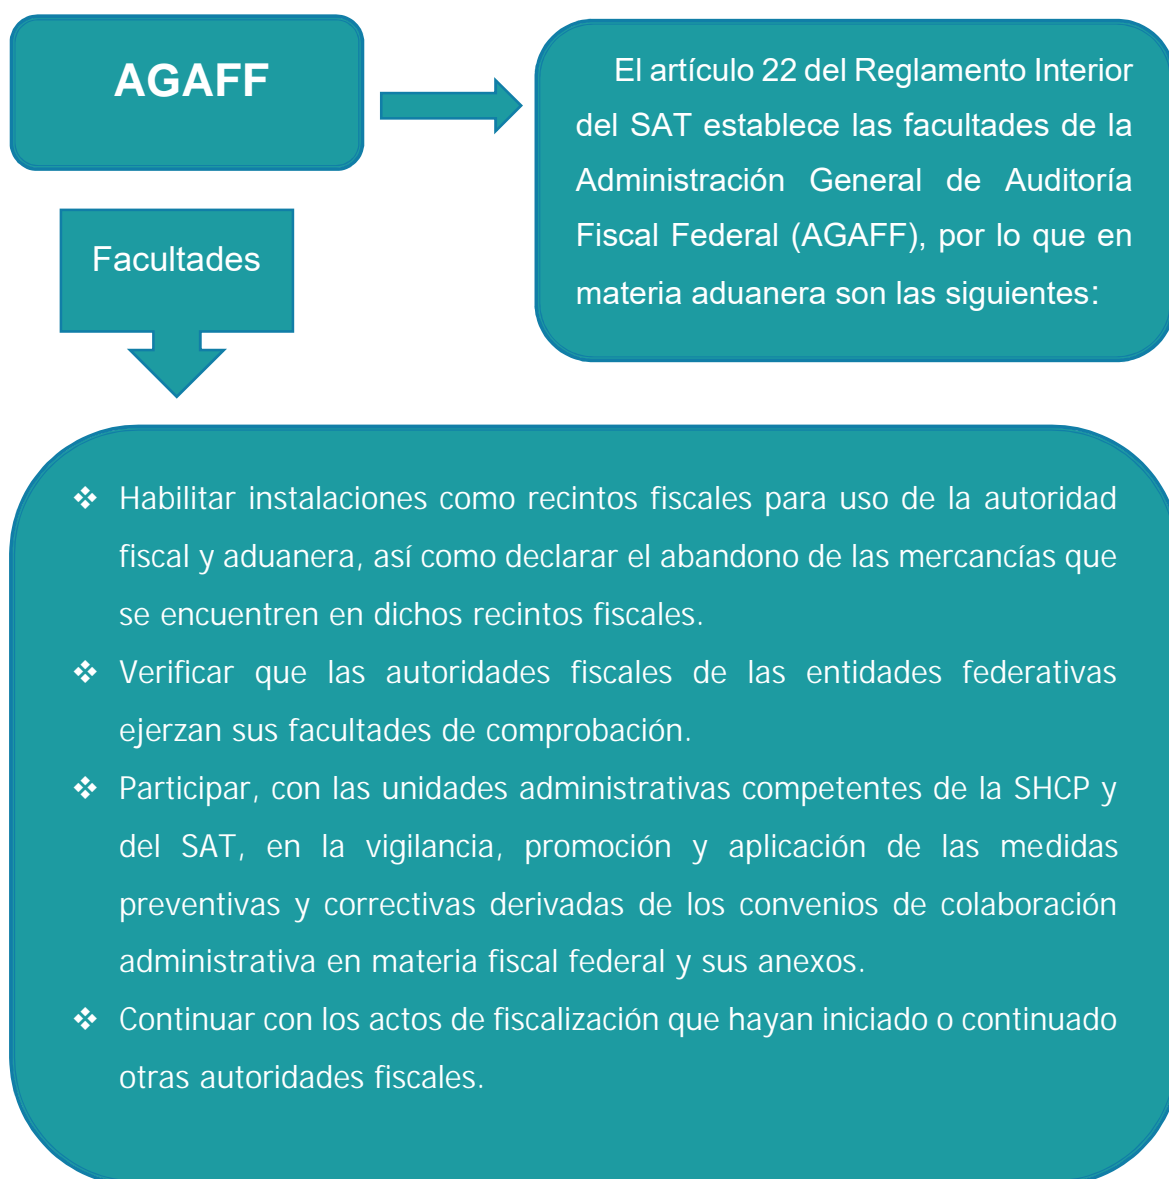 AGAFF
El artículo 22 del Reglamento Interior
del SAT establece las facultades de la
Administración General de Auditoría
Fiscal Federal (AGAFF), por lo que en
materia aduanera son las siguientes:
Facultades
❖ Habilitar instalaciones como recintos fiscales para uso de la autoridad
fiscal y aduanera, así como declarar el abandono de las mercancías que
se encuentren en dichos recintos fiscales.
❖ Verificar que las autoridades fiscales de las entidades federativas
ejerzan sus facultades de comprobación.
❖ Participar, con las unidades administrativas competentes de la SHCP y
del SAT, en la vigilancia, promoción y aplicación de las medidas
preventivas y correctivas derivadas de los convenios de colaboración
administrativa en materia fiscal federal y sus anexos.
❖ Continuar con los actos de fiscalización que hayan iniciado o continuado
otras autoridades fiscales.